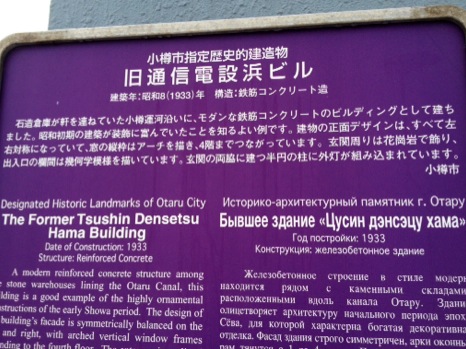 小樽市指定歴史的建造物
旧通信電設浜ビル
建築年：昭和8（1933）年　構造：鉄筋コンクリート造
石造倉庫が軒を連ねていた小樽運河沿いに、モダンな鉄筋コンクリートのビルディングとして建ち
ました。昭和初期の建築が装飾に富んでいたことを知るよい例です。建物の正面デザインは、すべて左
右対称になっていて、窓の縦枠はアーチを描き、4階までつながっています。玄関周りは花崗岩で飾り、
出入口の欄間は幾何学模様を描いています。玄関の両脇に建つ半円の柱に外灯が組み込まれています。
小樽市
Designated Historic Landmarks of Otaru City
The Former Tsushin Densetsu
Hama Building
Date of Construction: 1933
Structure: Reinforced Concrete
A modern reinforced concrete structure among
stone warehouses lining the Otaru Canal, this
lding is a good example of the highly ornamental
structions of the early Showa period. The design of
building's facade is symmetrically balanced on the
and right, with arched vertical window frames
nding to the fourth floor. The
Историко-архитектурный памятник г. Отару
Бывшее здание «Цусин дэнсэцу хама»
Год постройки: 1933
Конструкция: железобетонное здание
Железобетонное строение в стиле модерн
находится рядом с каменными складами,
расположенными вдоль канала Отару. Здание
олицетворяет архитектуру начального периода эпох
Сёва, для которой характерна богатая декоративна
отделка. Фасад здания строго симметричен, арки оконны